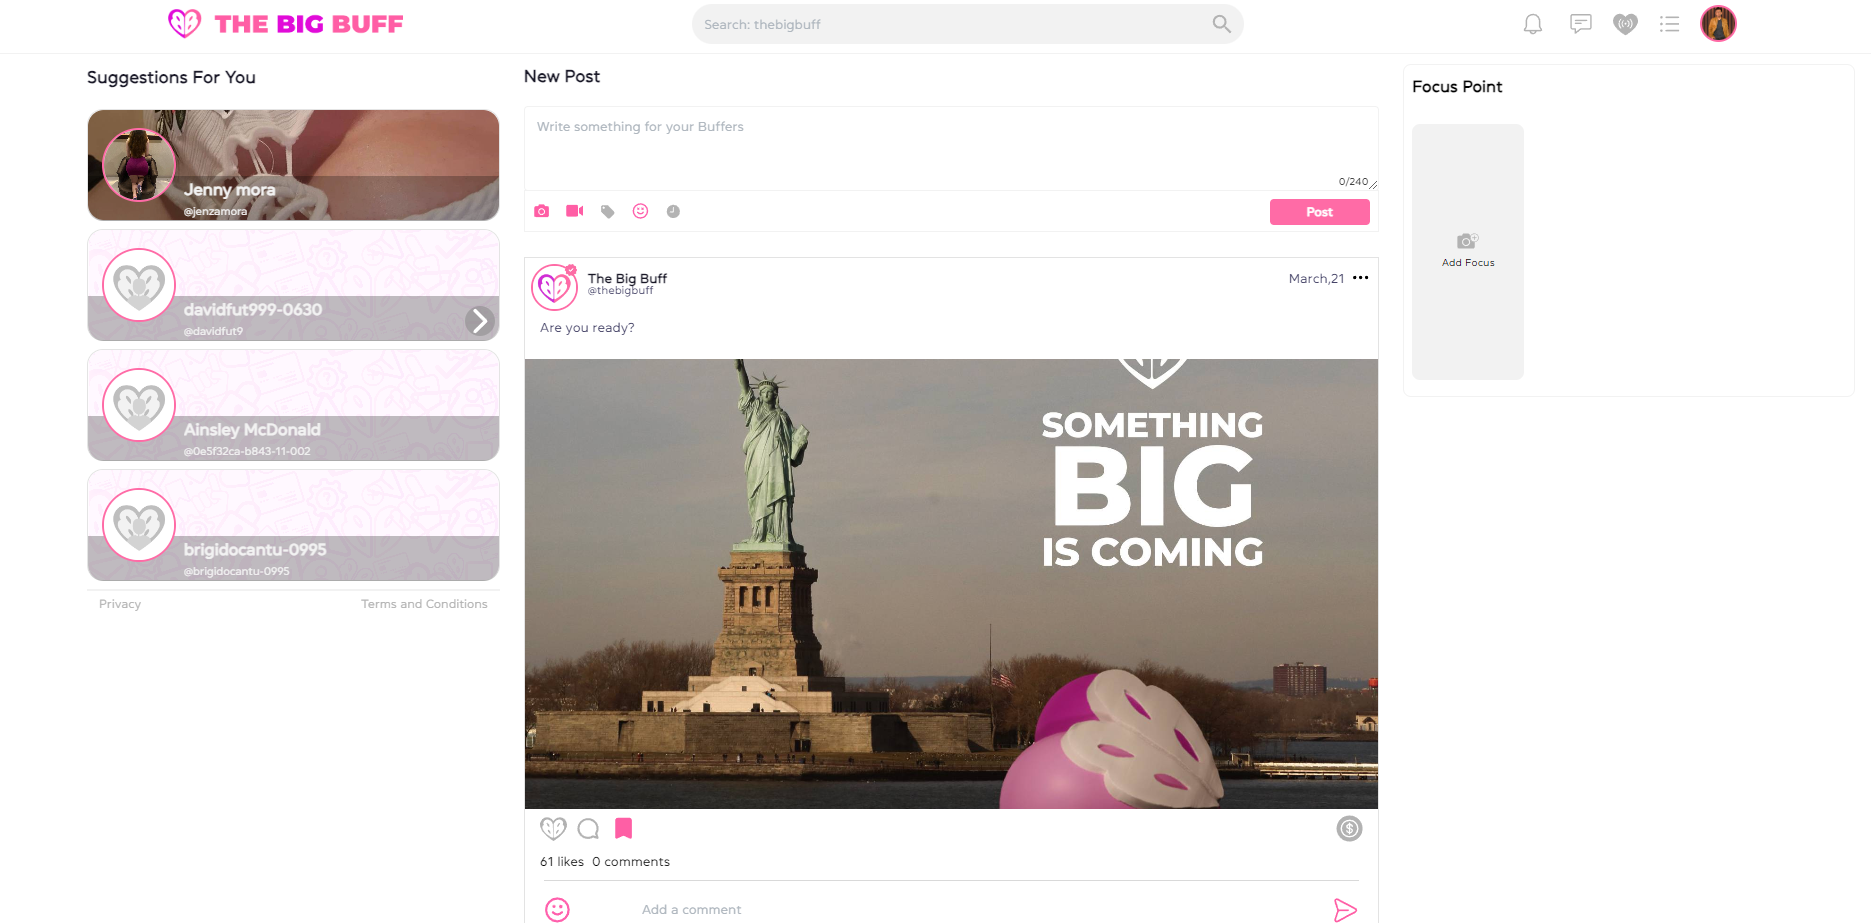 THE BIG BUFF
Search: thebigbuff
Suggestions For You
Jenny mora
@jenzamora
davidfut999-0630
@davidfut9
Ainsley McDonald
@0e5f32ca-b843-11-002
brigidocantu-0995
@brigidocantu-0995
Privacy
Terms and Conditions
New Post
Write something for your Buffers
0/240
Post
The Big Buff
@thebigbuff
March,21
Are you ready?
SOMETHING
BIG
IS COMING
61 likes 0 comments
Add a comment
Focus Point
Add Focus